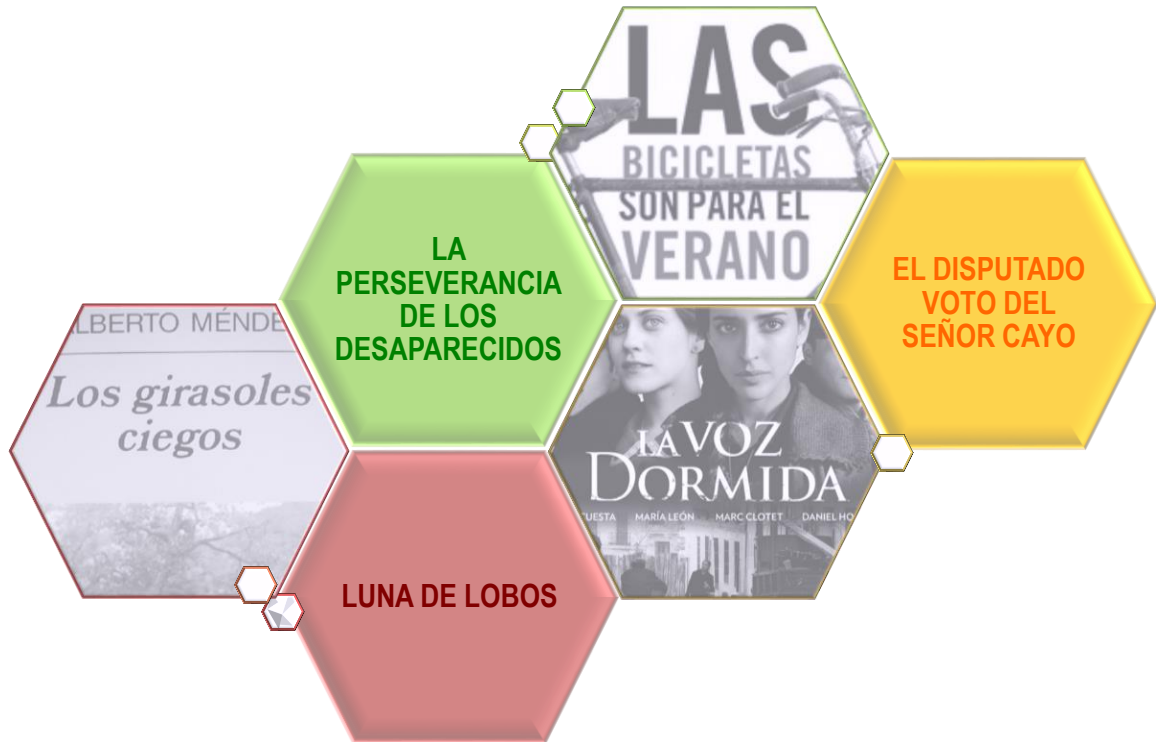 LAS
BICICLETAS
SON PARA EL
VERANO
LA
PERSEVERANCIA
DE LOS
DESAPARECIDOS
EL DISPUTADO
VOTO DEL
SEÑOR CAYO
LBERTO MÉNDE
Los girasoles
ciegos
LA VOZ
DORMIDA
CUESTA MARÍA LEÓN MARC CLOTET DANIEL HO
LUNA DE LOBOS